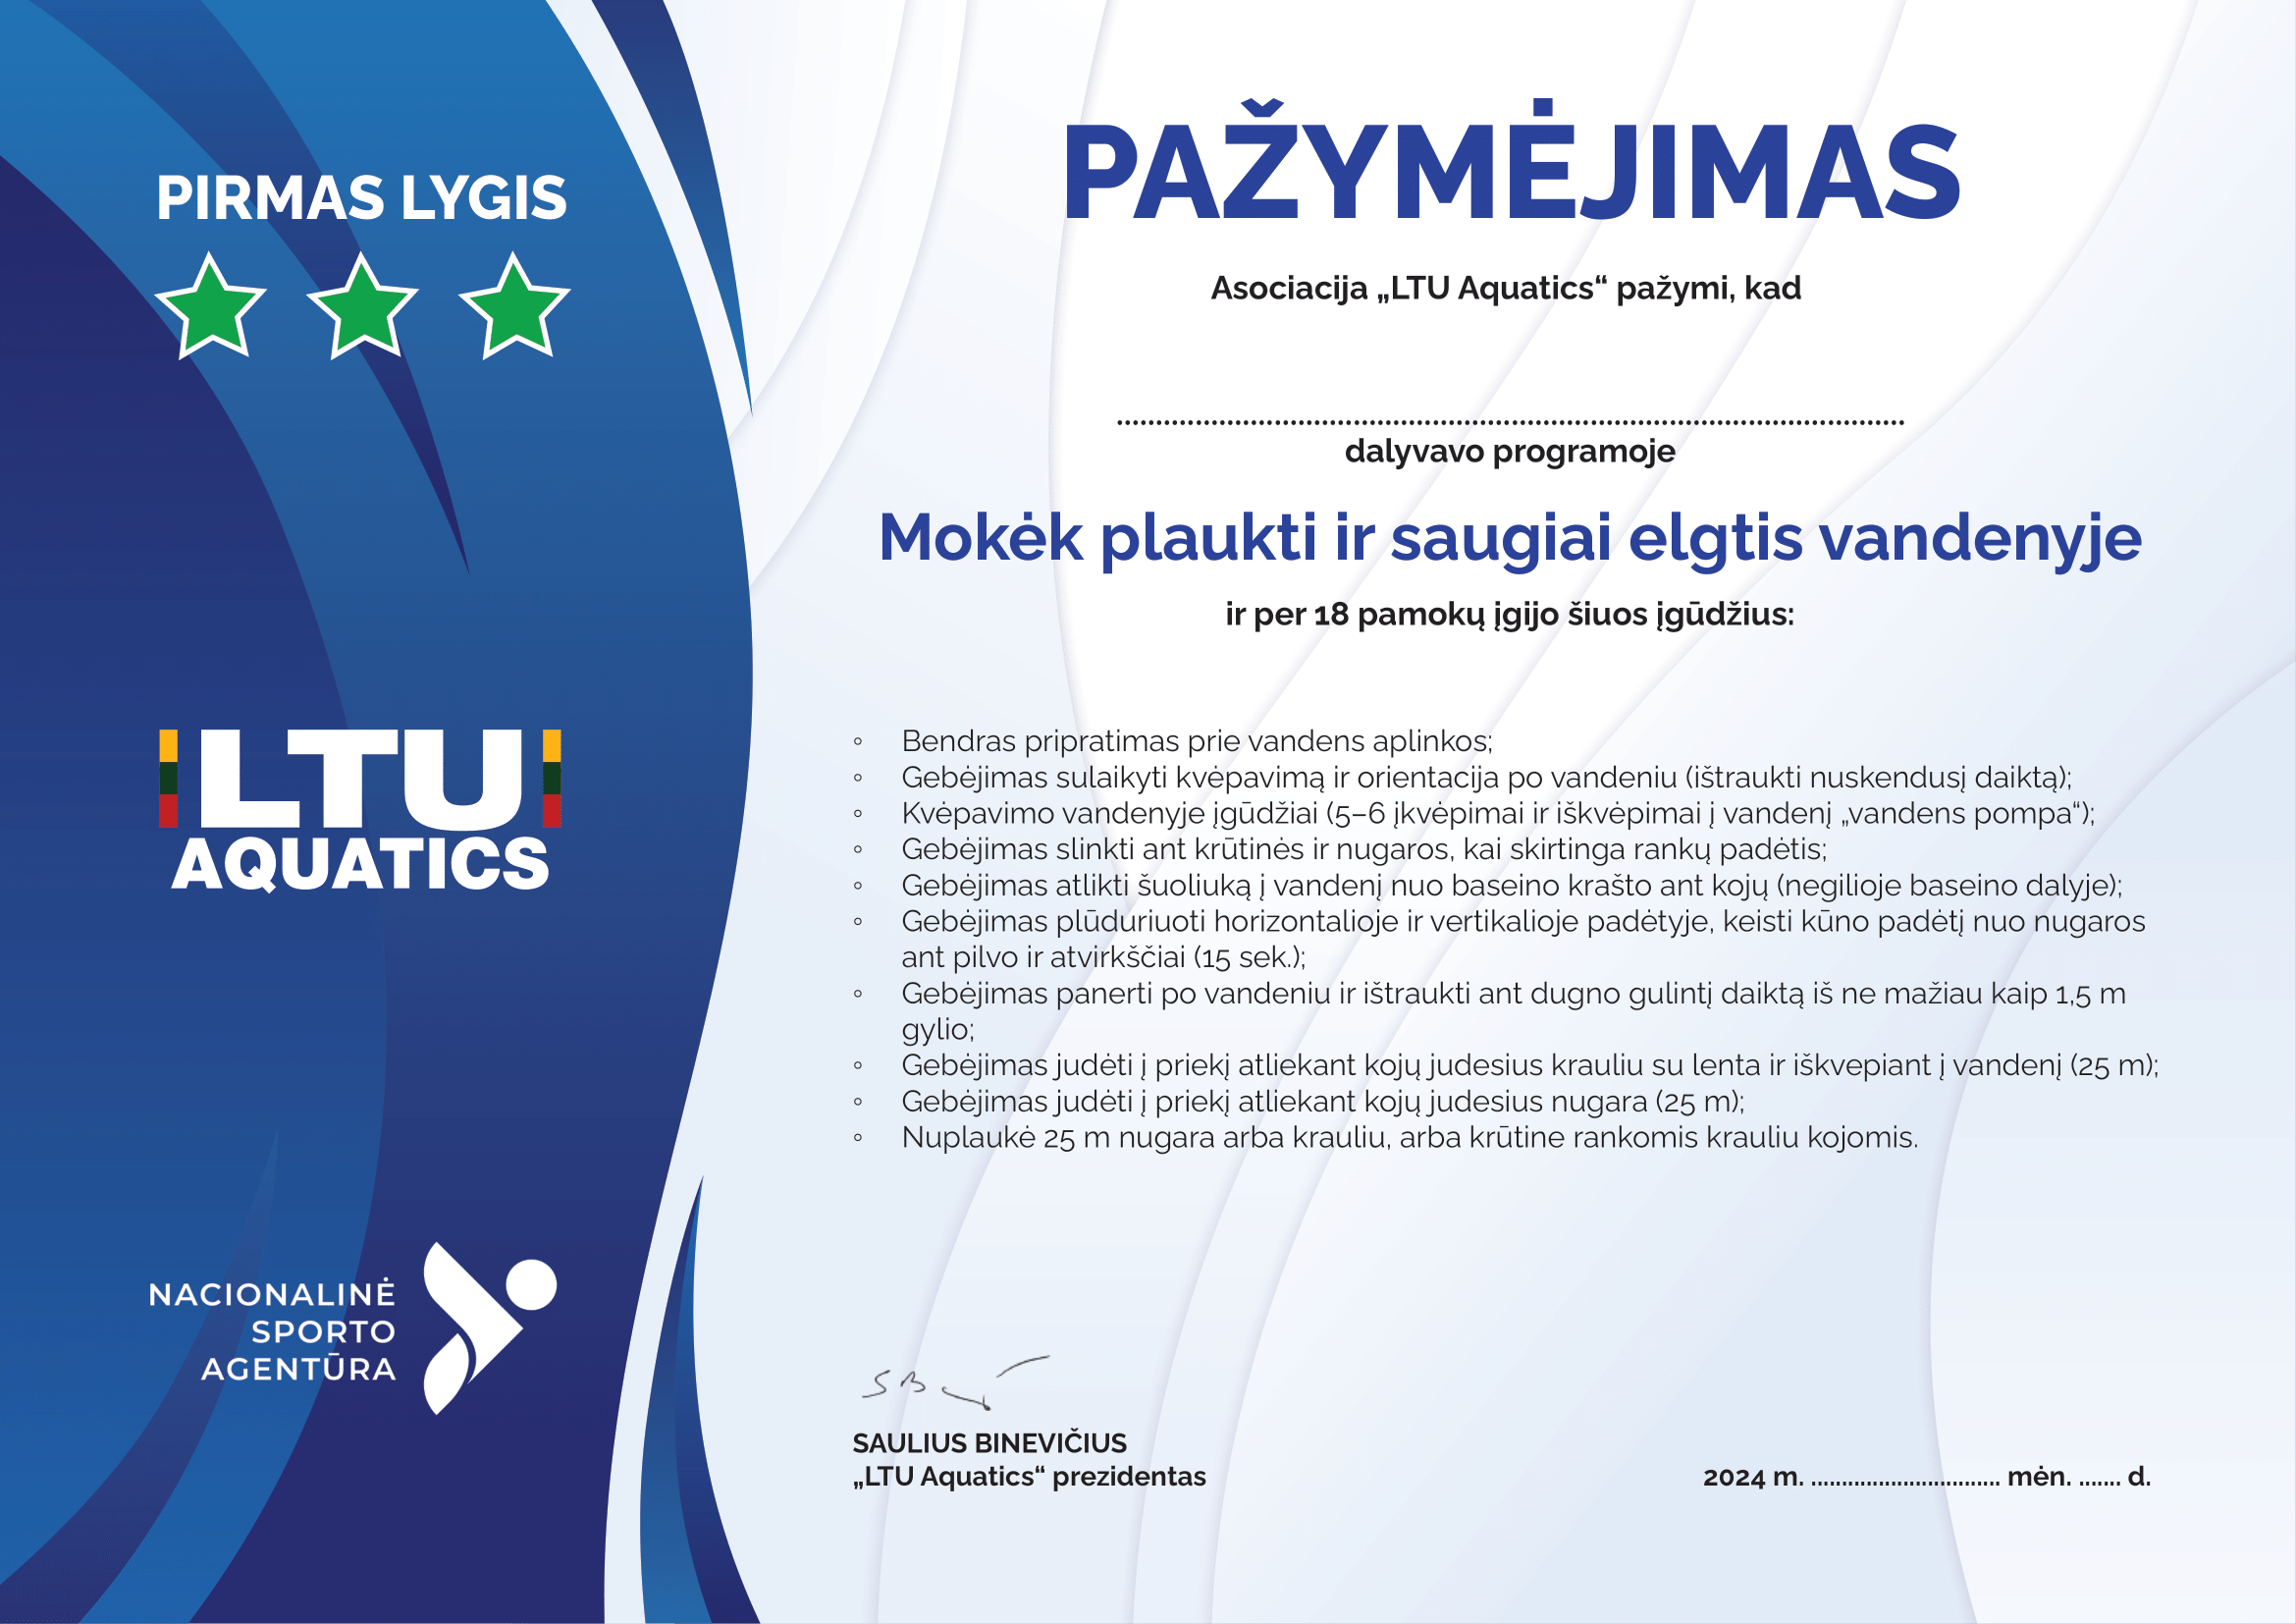 PIRMAS LYGIS
LTU
AQUATICS
NACIONALINĖ
SPORTO
AGENTŪRA
PAŽYMĖJIMAS
Asociacija „LTU Aquatics“ pažymi, kad
................................................................................
dalyvavo programoje
Mokėk plaukti ir saugiai elgtis vandenyje
ir per 18 pamokų įgijo šiuos įgūdžius:
◦ Bendras pripratimas prie vandens aplinkos;
◦ Gebėjimas sulaikyti kvėpavimą ir orientacija po vandeniu (ištraukti nuskendusį daiktą);
◦ Kvėpavimo vandenyje įgūdžiai (5–6 įkvėpimai ir iškvėpimai į vandenį „vandens pompa“);
◦ Gebėjimas slinkti ant krūtinės ir nugaros, kai skirtinga rankų padėtis;
◦ Gebėjimas atlikti šuoliuką į vandenį nuo baseino krašto ant kojų (negilioje baseino dalyje);
◦ Gebėjimas plūduriuoti horizontalioje ir vertikalioje padėtyje, keisti kūno padėtį nuo nugaros
ant pilvo ir atvirkščiai (15 sek.);
◦ Gebėjimas panerti po vandeniu ir ištraukti ant dugno gulintį daiktą iš ne mažiau kaip 1,5 m
gylio;
◦ Gebėjimas judėti į priekį atliekant kojų judesius krauliu su lenta ir iškvepiant į vandenį (25 m);
◦ Gebėjimas judėti į priekį atliekant kojų judesius nugara (25 m);
◦ Nuplaukė 25 m nugara arba krauliu, arba krūtine rankomis krauliu kojomis.
SAULIUS BINEVIČIUS
„LTU Aquatics“ prezidentas
2024 m. ............................... mėn. ....... d.